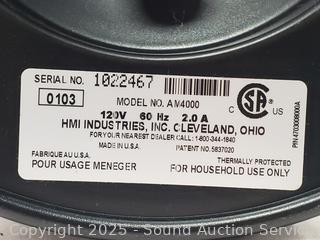 SERIAL NO. 1022467
0103
MODEL NO. AM4000
120V 60 Hz 2.0 A
HMI INDUSTRIES, INC. CLEVELAND, OHIO
FOR YOUR NEAREST DEALER CALL: 1-800-344-1840
MADE IN U.S.A. PATENT NO. 5837020
FABRIQUE AU U.S.A. THERMALLY PROTECTED
POUR USAGE MENEGER FOR HOUSEHOLD USE ONLY
CSA
Copyright 2025 - Sound Auction Service